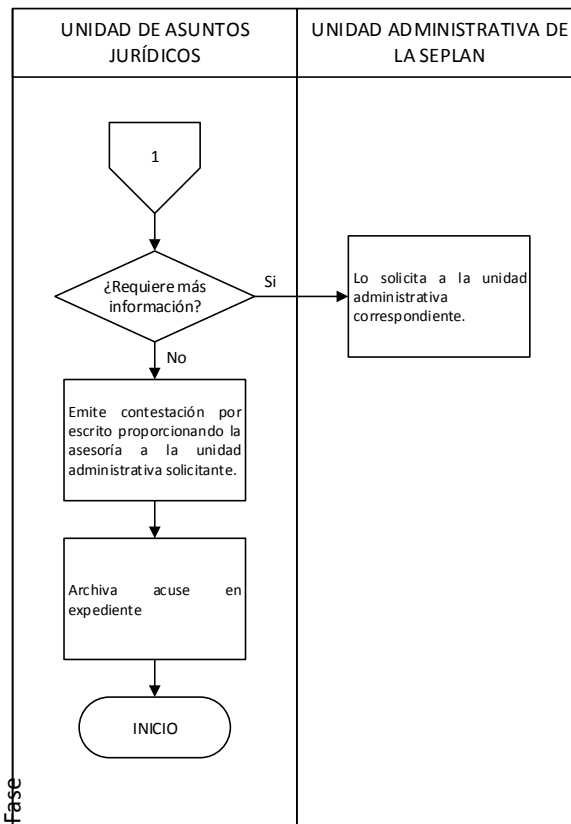 UNIDAD DE ASUNTOS
JURÍDICOS
UNIDAD ADMINISTRATIVA DE
LA SEPLAN
1
¿Requiere más
información?
Si
Lo solicita a la unidad
administrativa
correspondiente.
No
Emite contestación por
escrito proporcionando la
asesoría a la unidad
administrativa solicitante.
Archiva acuse en
expediente
INICIO
Fase